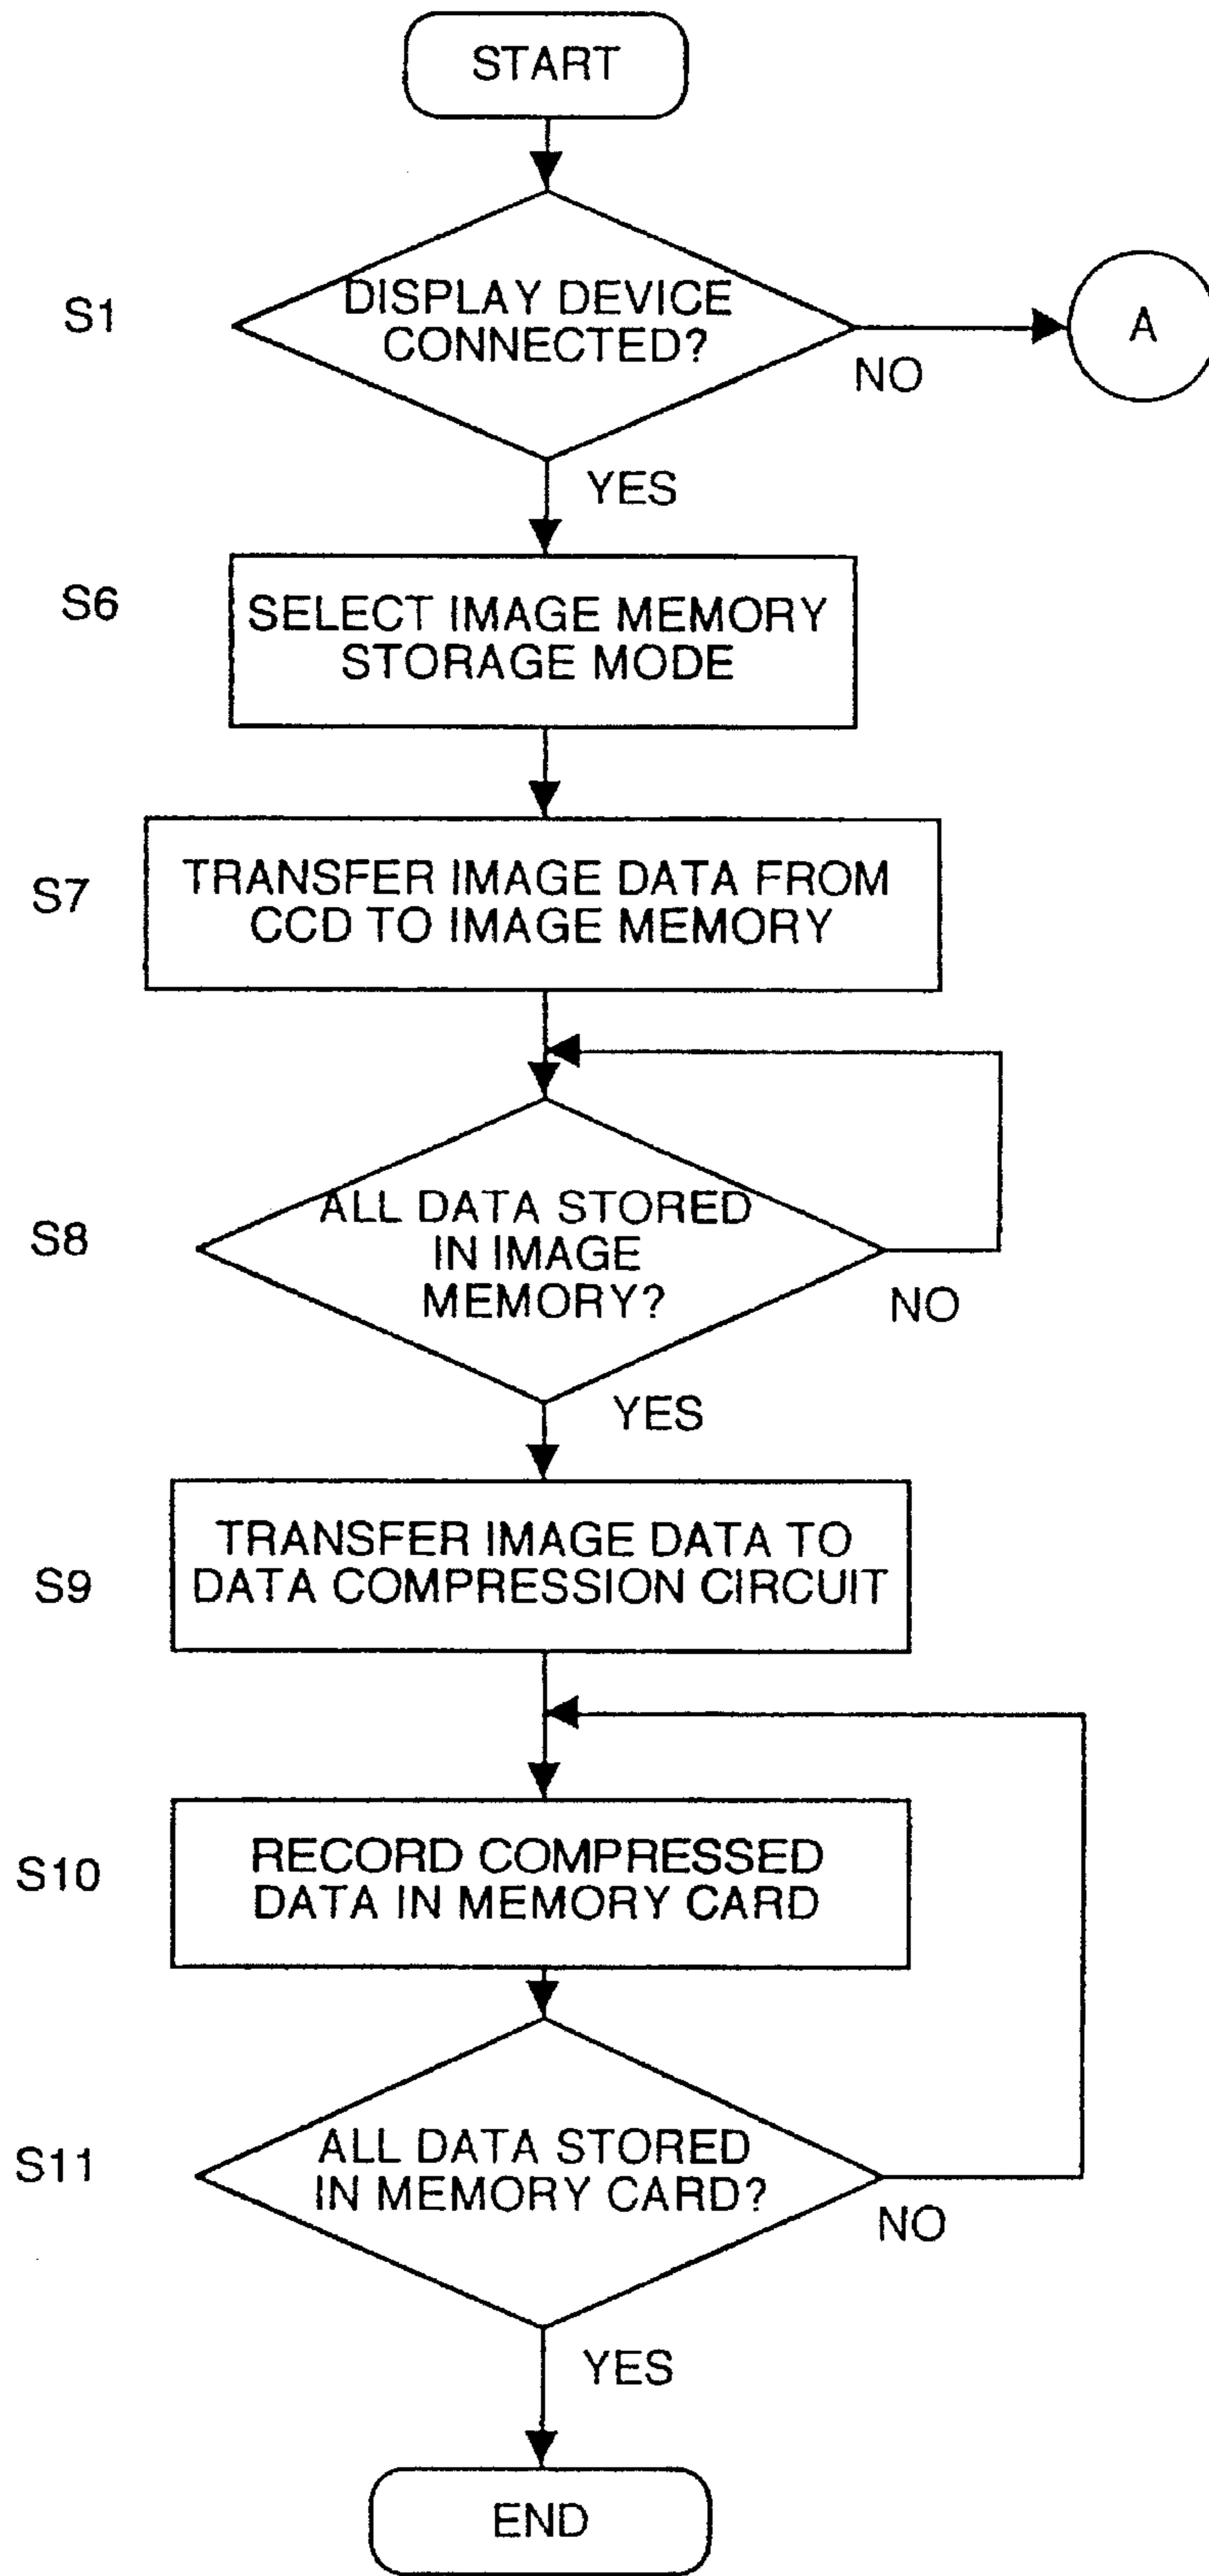 START
S1
DISPLAY DEVICE
CONNECTED?
NO
A
YES
S6
SELECT IMAGE MEMORY
STORAGE MODE
S7
TRANSFER IMAGE DATA FROM
CCD TO IMAGE MEMORY
S8
ALL DATA STORED
IN IMAGE
MEMORY?
NO
YES
S9
TRANSFER IMAGE DATA TO
DATA COMPRESSION CIRCUIT
S10
RECORD COMPRESSED
DATA IN MEMORY CARD
S11
ALL DATA STORED
IN MEMORY CARD?
NO
YES
END